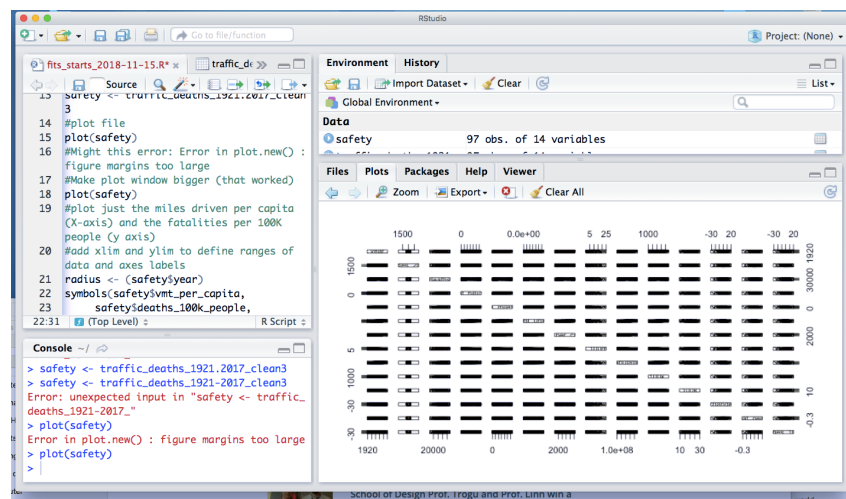 RStudio
Go to file/function
Project: (None)
fits_starts_2018-11-15.R*
traffic_de
Source
13 safety <- traffic_deaths_1921.2017_clean
3
14 #plot file
15 plot(safety)
16 #Might this error: Error in plot.new() :
figure margins too large
17 #Make plot window bigger (that worked)
18 plot(safety)
19 #plot just the miles driven per capita
(X-axis) and the fatalities per 100K
people (y axis)
20 #add xlim and ylim to define ranges of
data and axes labels
21 radius <- (safety$year)
22 symbols(safety$vmt_per_capita,
23 safety$deaths_100k_people,
22:31 (Top Level) R Script
Console ~/
> safety <- traffic_deaths_1921.2017_clean3
> safety <- traffic_deaths_1921-2017_clean3
Error: unexpected input in "safety <- traffic_
deaths_1921-2017_"
> plot(safety)
Error in plot.new() : figure margins too large
> plot(safety)
>
Environment History
Import Dataset Clear List
Global Environment
Data
safety 97 obs. of 14 variables
Files Plots Packages Help Viewer
Zoom Export Clear All
1500 0 0.0e+00 5 25 1000 -30 20 -30 20
1500
0
5
1000
-30
-30
1920
30000
0
2000
10
-0.3
1920 20000 0 2000 1.0e+08 10 30 -0.3
School of Design Prof. Trogu and Prof. Linn win a